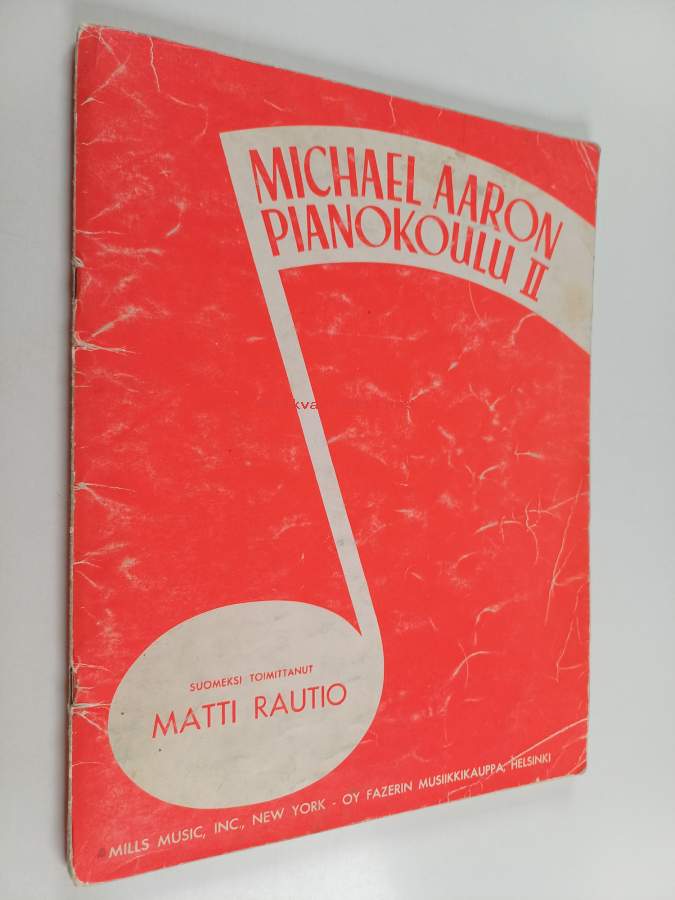 MICHAEL AARON
PIANOKOULU II
SUOMEKSI TOIMITTANUT
MATTI RAUTIO
MILLS MUSIC, INC., NEW YORK - OY FAZERIN MUSIIKKIKAUPPA, HELSINKI